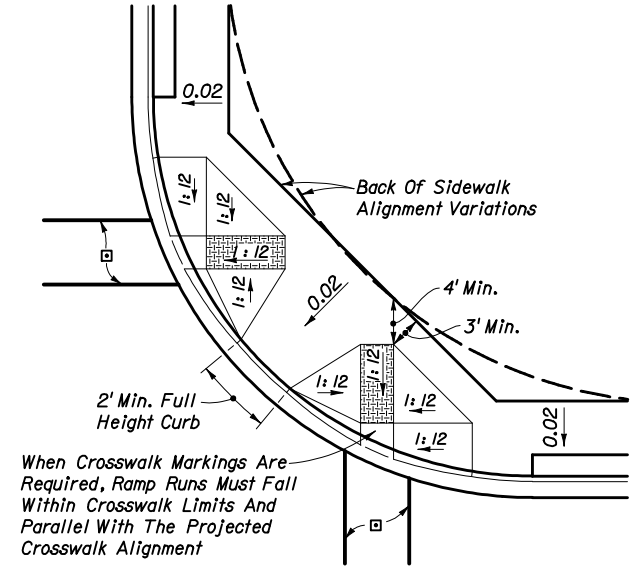 0.02
Back Of Sidewalk
Alignment Variations
1:12
1:12
1:12
1:12
0.02
4' Min.
3' Min.
1:12
1:12
1:12
1:12
2' Min. Full
Height Curb
0.02
When Crosswalk Markings Are
Required, Ramp Runs Must Fall
Within Crosswalk Limits And
Parallel With The Projected
Crosswalk Alignment